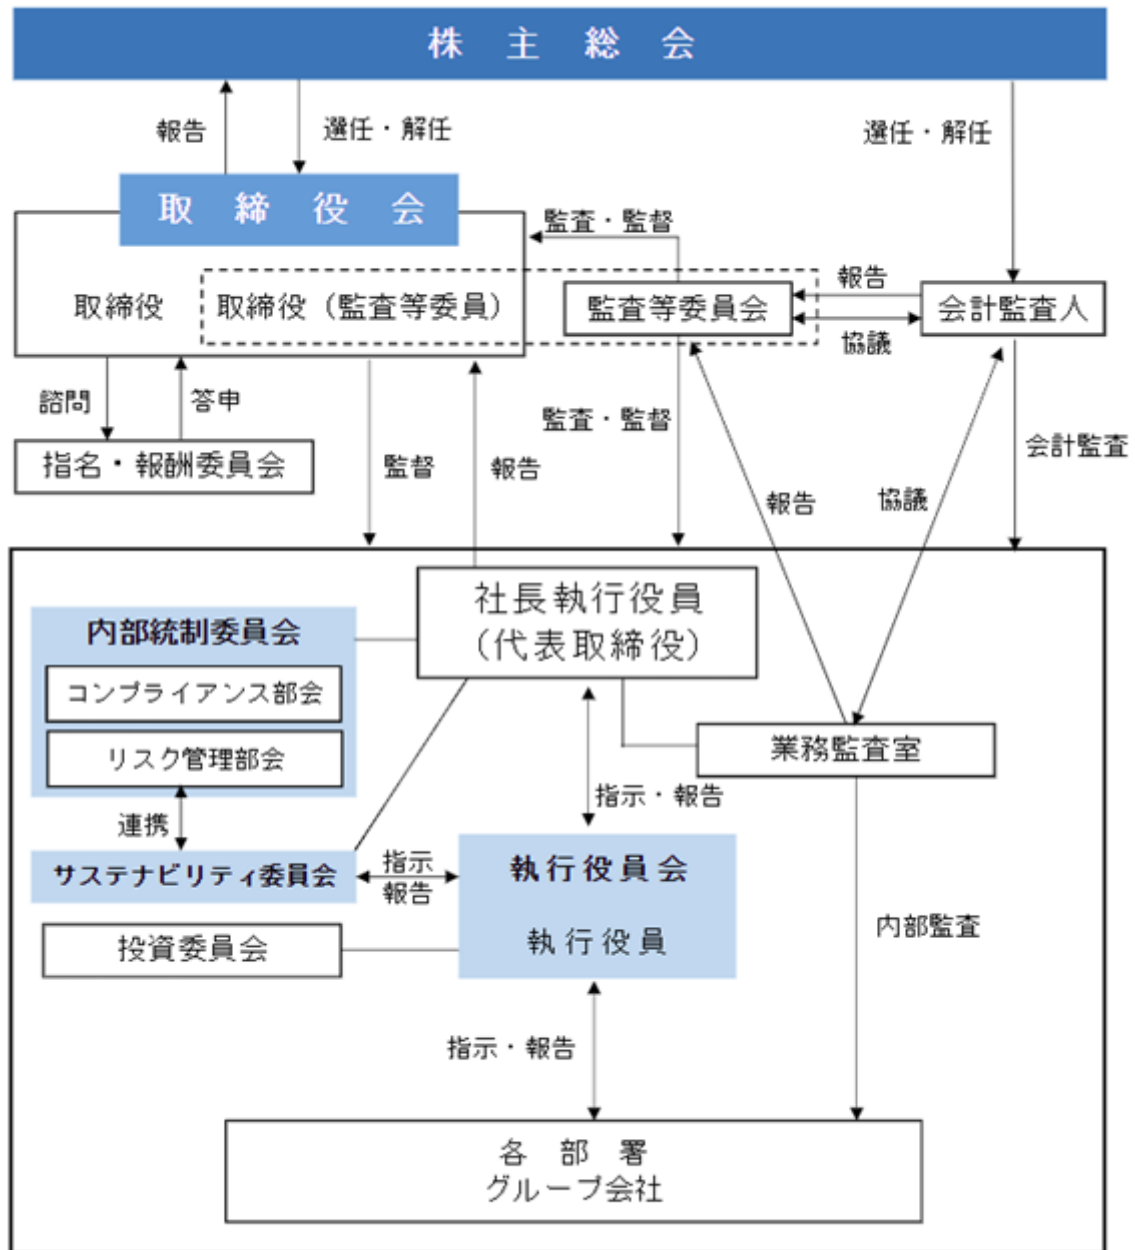 株主総会
報告
選任・解任
選任・解任
取締役会
監査・監督
取締役
取締役（監査等委員）
監査等委員会
報告
協議
会計監査人
諮問
答申
監査・監督
指名・報酬委員会
監督
報告
会計監査
報告
協議
社長執行役員
（代表取締役）
内部統制委員会
コンプライアンス部会
リスク管理部会
業務監査室
指示・報告
連携
サステナビリティ委員会
指示
報告
執行役員会
執行役員
投資委員会
内部監査
指示・報告
各部署
グループ会社